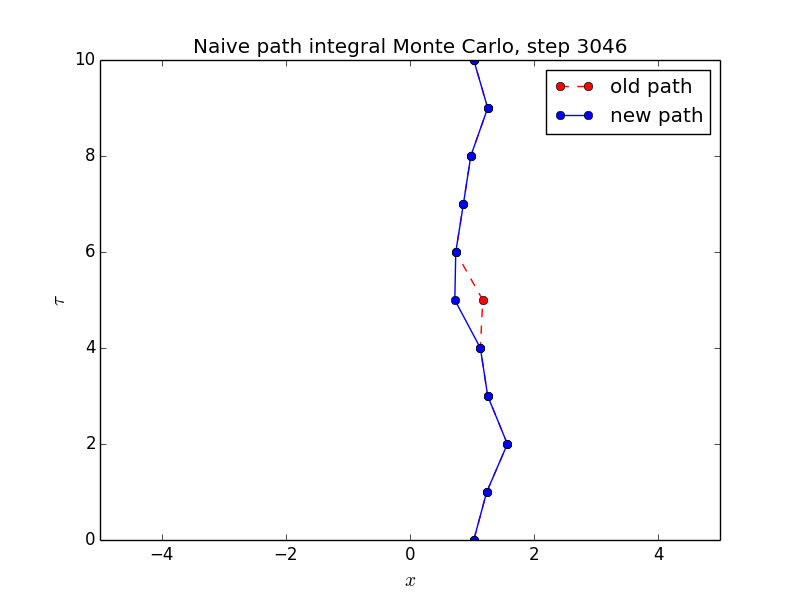 Naive path integral Monte Carlo, step 3046
10
8
6
4
2
0
τ
old path
new path
−4 −2 0 2 4
x